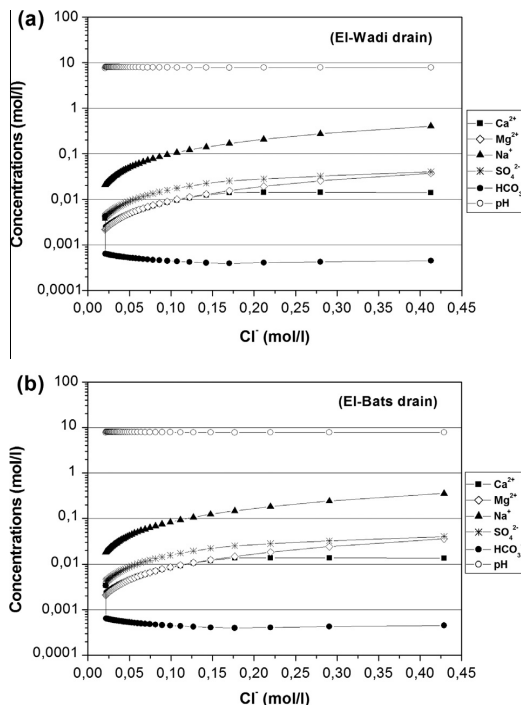 (a)
(El-Wadi drain)
Concentrations (mol/l)
100
10
1
0,1
0,01
0,001
0,0001
0,00 0,05 0,10 0,15 0,20 0,25 0,30 0,35 0,40 0,45
Cl⁻ (mol/l)
Ca²⁺
Mg²⁺
Na⁺
SO₄²⁻
HCO₃
pH
(b)
(El-Bats drain)
Concentrations (mol/l)
100
10
1
0,1
0,01
0,001
0,0001
0,00 0,05 0,10 0,15 0,20 0,25 0,30 0,35 0,40 0,45
Cl⁻ (mol/l)
Ca²⁺
Mg²⁺
Na⁺
SO₄²⁻
HCO₃
pH